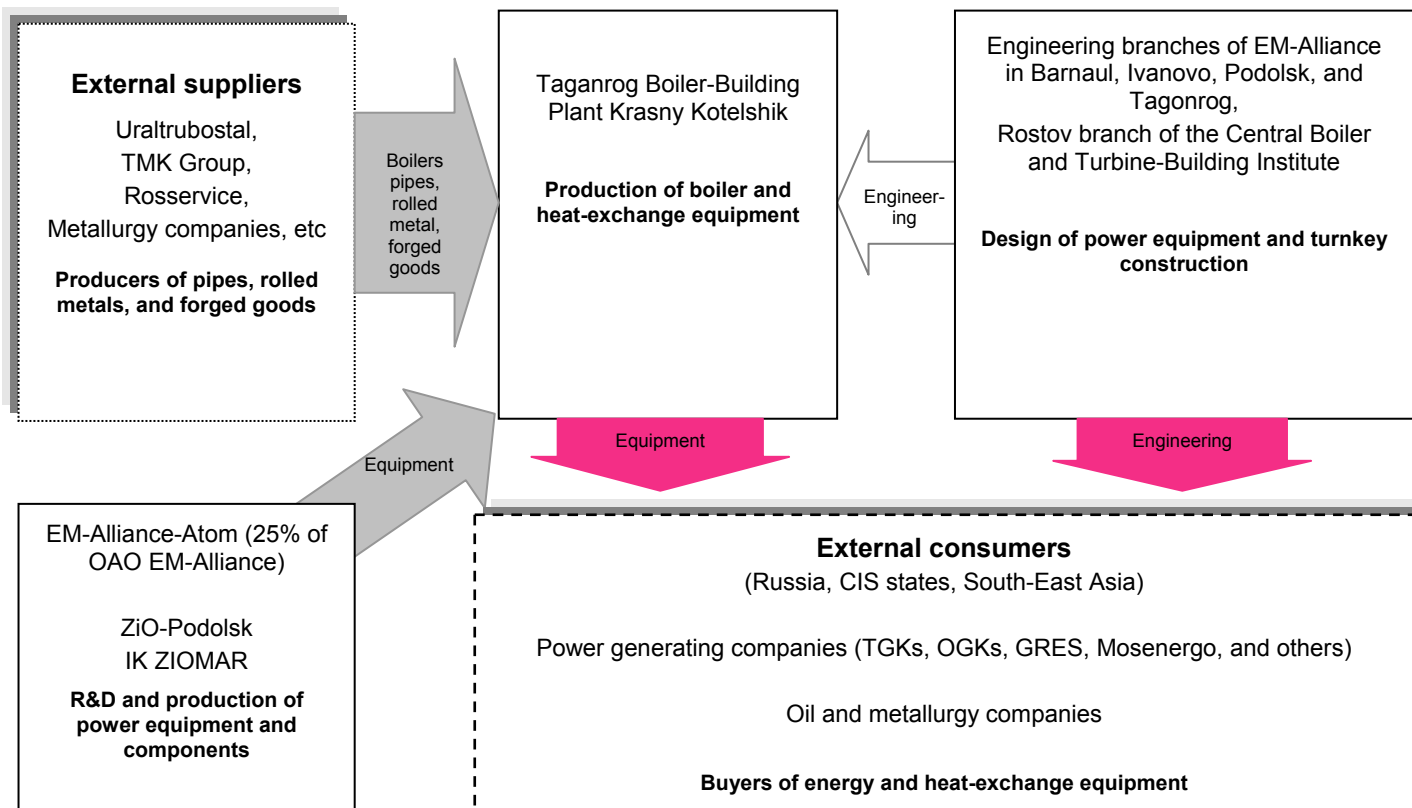 External suppliers
Uraltrubostal,
TMK Group,
Rosservice,
Metallurgy companies, etc
Producers of pipes, rolled
metals, and forged goods
Boilers
pipes,
rolled
metal,
forged
goods
Taganrog Boiler-Building
Plant Krasny Kotelshik
Production of boiler and
heat-exchange equipment
Engineer-
ing
Engineering branches of EM-Alliance
in Barnaul, Ivanovo, Podolsk, and
Tagonrog,
Rostov branch of the Central Boiler
and Turbine-Building Institute
Design of power equipment and turnkey
construction
Equipment
Equipment
Engineering
EM-Alliance-Atom (25% of
OAO EM-Alliance)
ZiO-Podolsk
IK ZIOMAR
R&D and production of
power equipment and
components
External consumers
(Russia, CIS states, South-East Asia)
Power generating companies (TGKs, OGKs, GRES, Mosenergo, and others)
Oil and metallurgy companies
Buyers of energy and heat-exchange equipment